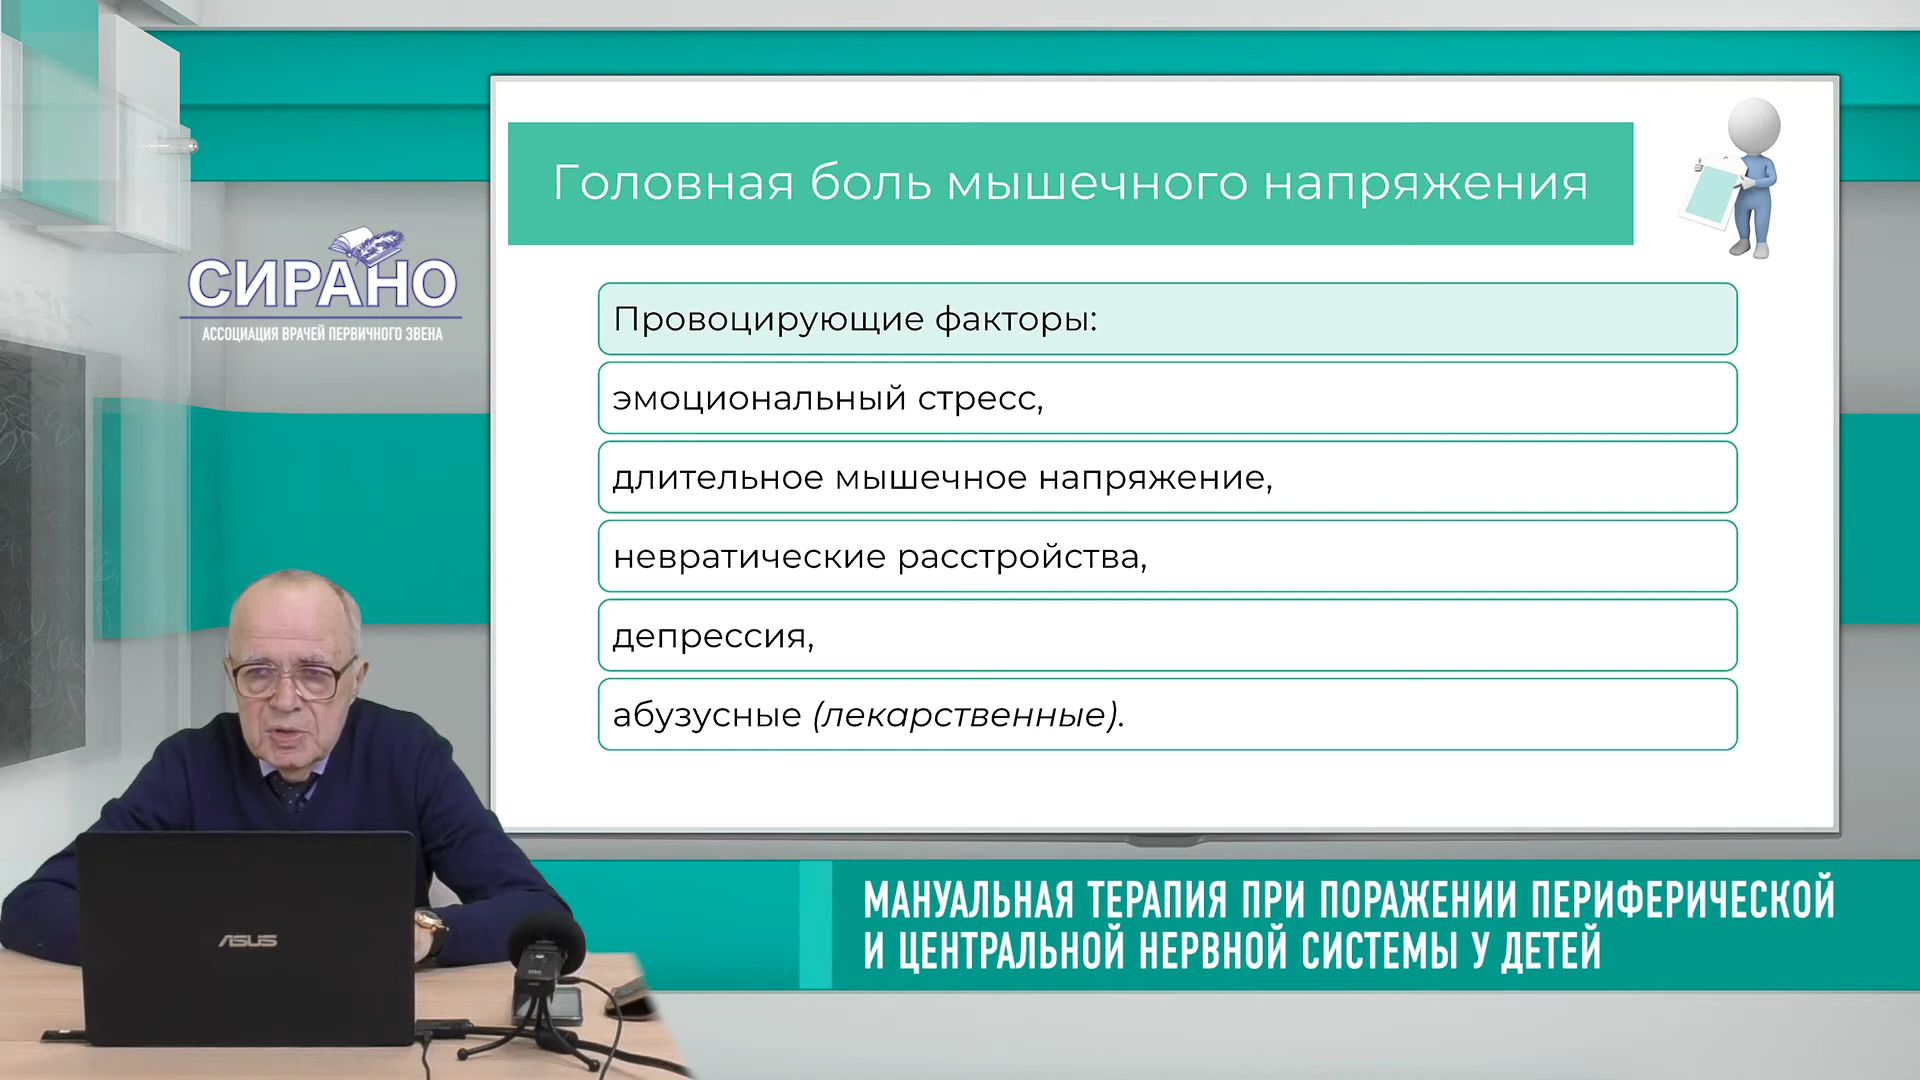 СИРАНО
АССОЦИАЦИЯ ВРАЧЕЙ ПЕРВИЧНОГО ЗВЕНА
Головная боль мышечного напряжения
Провоцирующие факторы:
эмоциональный стресс,
длительное мышечное напряжение,
невратические расстройства,
депрессия,
абузусные (лекарственные).
ASUS
МАНУАЛЬНАЯ ТЕРАПИЯ ПРИ ПОРАЖЕНИИ ПЕРИФЕРИЧЕСКОЙ
И ЦЕНТРАЛЬНОЙ НЕРВНОЙ СИСТЕМЫ У ДЕТЕЙ